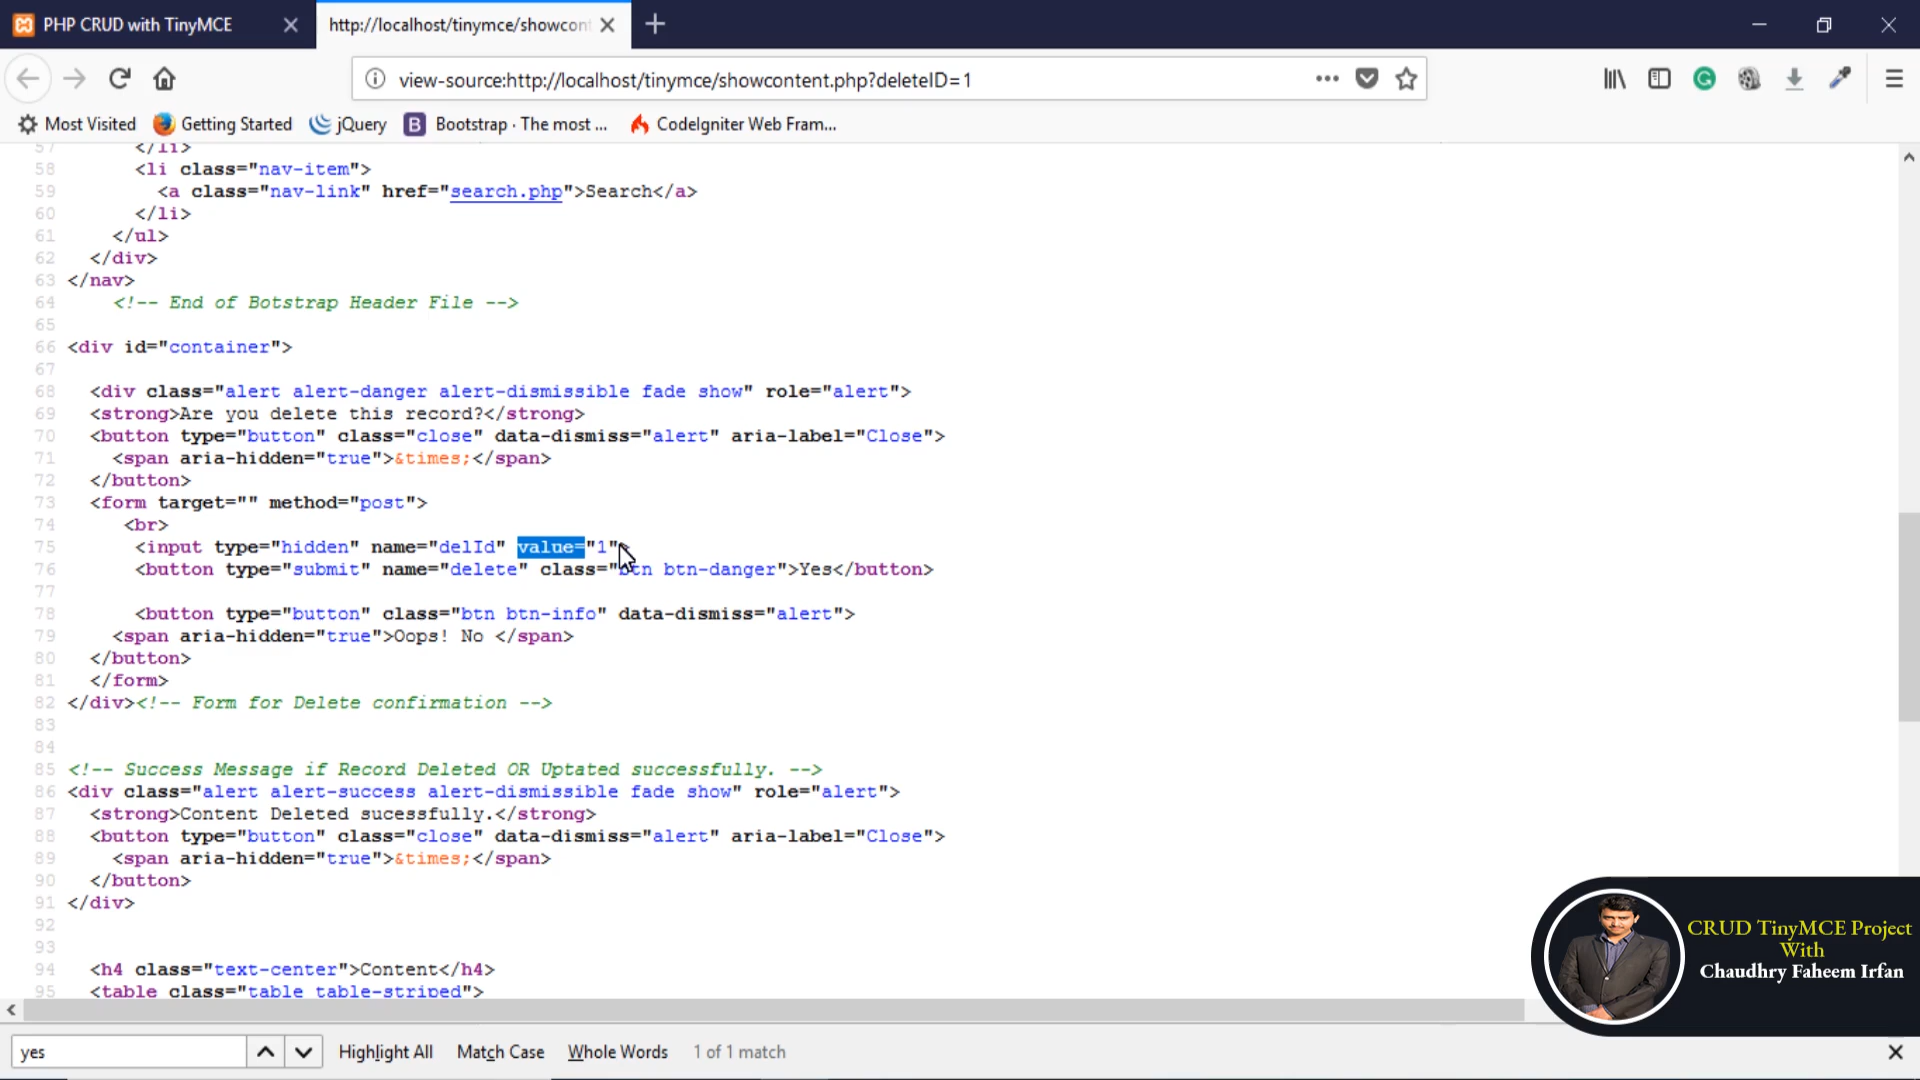 PHP CRUD with TinyMCE
http://localhost/tinymce/showcont
view-source:http://localhost/tinymce/showcontent.php?deleteID=1
Most Visited Getting Started jQuery Bootstrap · The most ... CodeIgniter Web Fram...
57 </li>
58 <li class="nav-item">
59 <a class="nav-link" href="search.php">Search</a>
60 </li>
61 </ul>
62 </div>
63 </nav>
64 <!-- End of Botstrap Header File -->
65
66 <div id="container">
67
68 <div class="alert alert-danger alert-dismissible fade show" role="alert">
69 <strong>Are you delete this record?</strong>
70 <button type="button" class="close" data-dismiss="alert" aria-label="Close">
71 <span aria-hidden="true">&times;</span>
72 </button>
73 <form target="" method="post">
74 <br>
75 <input type="hidden" name="delId" value="1">
76 <button type="submit" name="delete" class="btn btn-danger">Yes</button>
77
78 <button type="button" class="btn btn-info" data-dismiss="alert">
79 <span aria-hidden="true">Oops! No </span>
80 </button>
81 </form>
82 </div><!-- Form for Delete confirmation -->
83
84
85 <!-- Success Message if Record Deleted OR Uptated successfully. -->
86 <div class="alert alert-success alert-dismissible fade show" role="alert">
87 <strong>Content Deleted sucessfully.</strong>
88 <button type="button" class="close" data-dismiss="alert" aria-label="Close">
89 <span aria-hidden="true">&times;</span>
90 </button>
91 </div>
92
93
94 <h4 class="text-center">Content</h4>
95 <table class="table table-striped">
CRUD TinyMCE Project
With
Chaudhry Faheem Irfan
yes Highlight All Match Case Whole Words 1 of 1 match